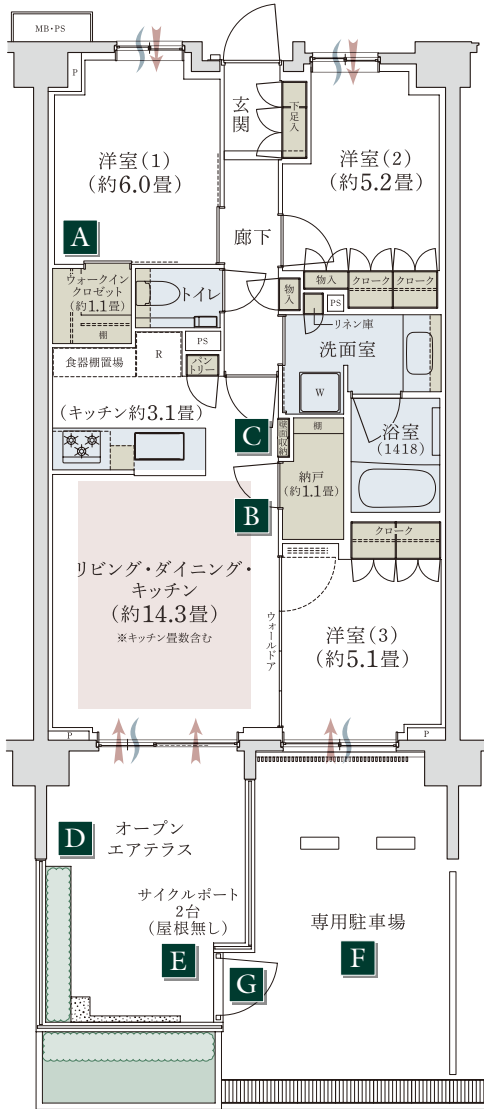 MB・PS
P
洋室(1)
(約6.0畳)
玄関
下足入
洋室(2)
(約5.2畳)
A
廊下
ウォークイン
クロゼット
(約1.1畳)
棚
トイレ
物入
物入
クローク
クローク
PS
リネン庫
洗面室
食器棚置場
R
PS
パン
トリー
W
(キッチン約3.1畳)
C
壁面収納
棚
浴室
(1418)
B
納戸
(約1.1畳)
クローク
リビング・ダイニング・
キッチン
(約14.3畳)
※キッチン畳数含む
ウォールドア
洋室(3)
(約5.1畳)
P
P
D
オープン
エアテラス
サイクルポート
2台
(屋根無し)
E
専用駐車場
F
G